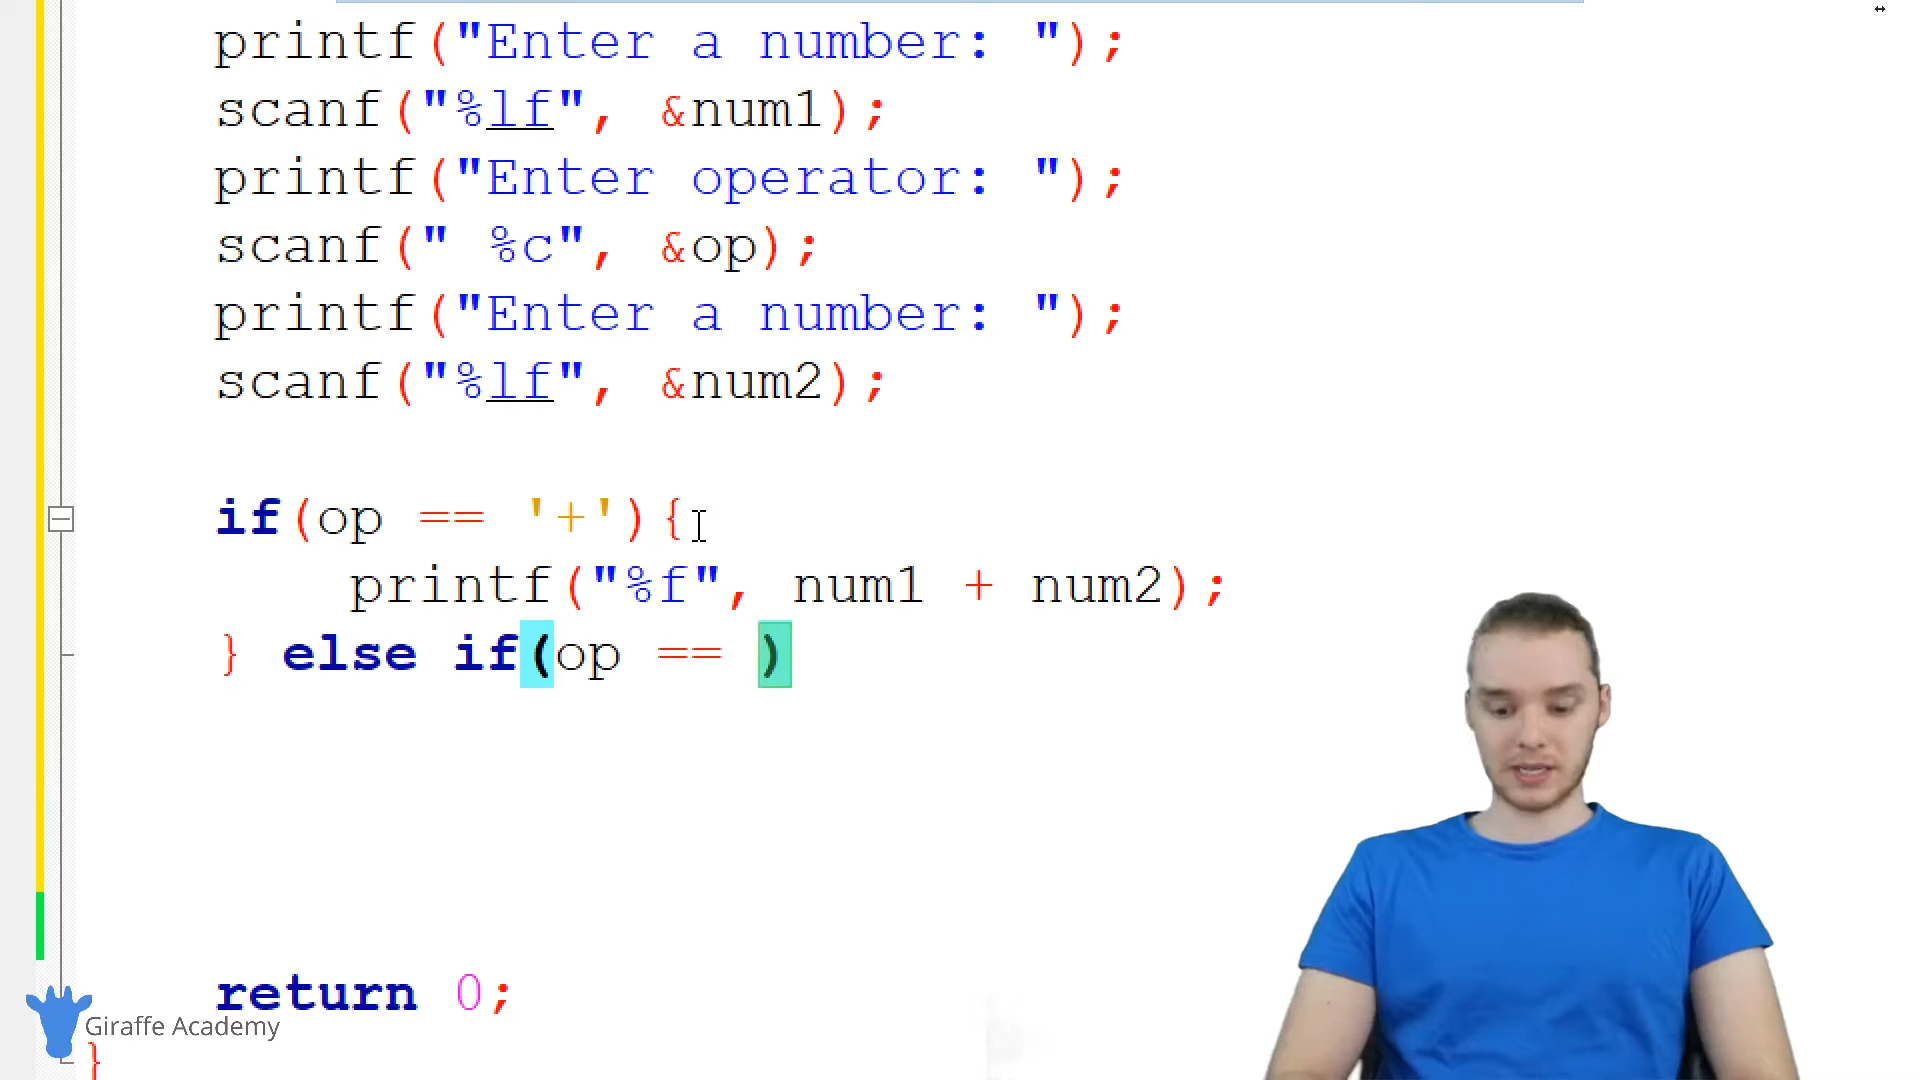 printf("Enter a number: ");
scanf("%lf", &num1);
printf("Enter operator: ");
scanf(" %c", &op);
printf("Enter a number: ");
scanf("%lf", &num2);
if(op == '+'){
printf("%f", num1 + num2);
} else if(op == )
return 0;
Giraffe Academy
}